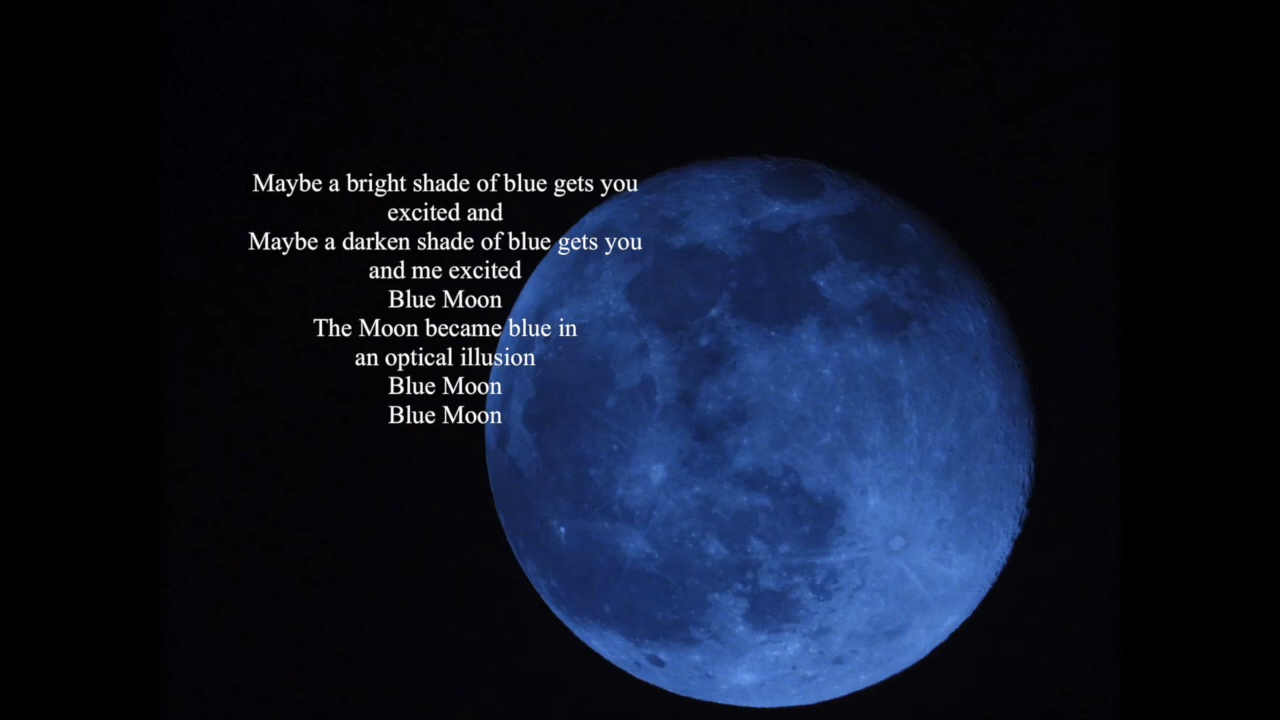 Maybe a bright shade of blue gets you
excited and
Maybe a darken shade of blue gets you
and me excited
Blue Moon
The Moon became blue in
an optical illusion
Blue Moon
Blue Moon